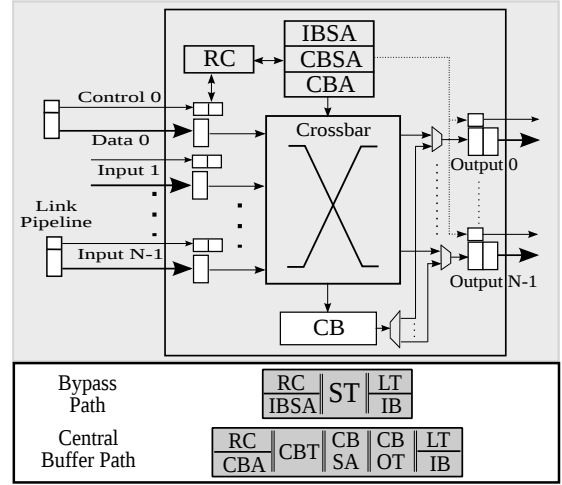 IBSA
RC
CBSA
CBA
Control 0
Data 0
Crossbar
Output 0
Input 1
Link
Pipeline
Input N-1
Output N-1
CB
Bypass
Path
RC
IBSA
ST
LT
IB
Central
Buffer Path
RC
CBA
CBT
CB
SA
CB
OT
LT
IB